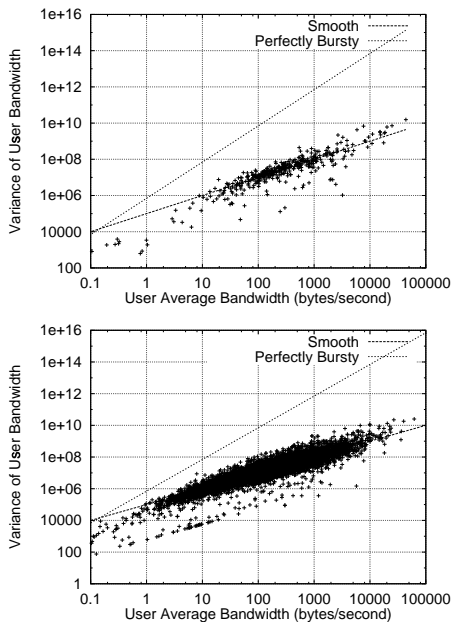 1e+16
1e+14
1e+12
1e+10
1e+08
1e+06
10000
100
Variance of User Bandwidth
Smooth
Perfectly Bursty
0.1 1 10 100 1000 10000 100000
User Average Bandwidth (bytes/second)
1e+16
1e+14
1e+12
1e+10
1e+08
1e+06
10000
100
1
Variance of User Bandwidth
Smooth
Perfectly Bursty
0.1 1 10 100 1000 10000 100000
User Average Bandwidth (bytes/second)